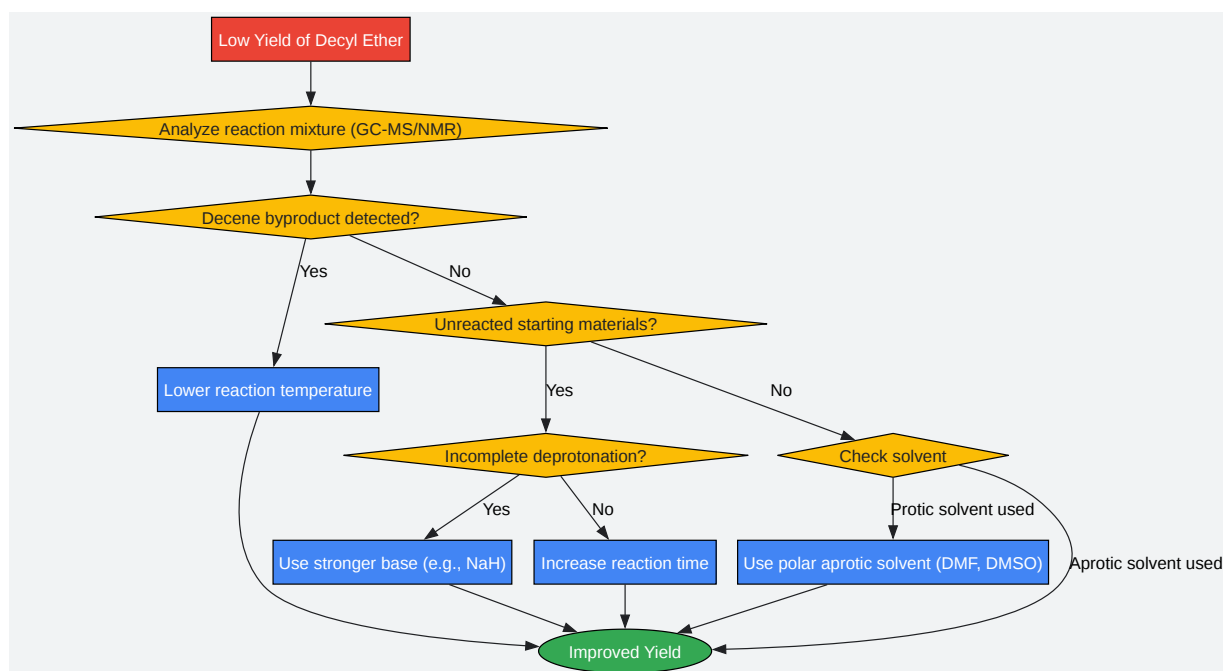 Low Yield of Decyl Ether
Analyze reaction mixture (GC-MS/NMR)
Decene byproduct detected?
Yes
No
Unreacted starting materials?
Lower reaction temperature
Yes
No
Incomplete deprotonation?
Check solvent
Yes
No
Protic solvent used
Use stronger base (e.g., NaH)
Increase reaction time
Use polar aprotic solvent (DMF, DMSO)
Aprotic solvent used
Improved Yield